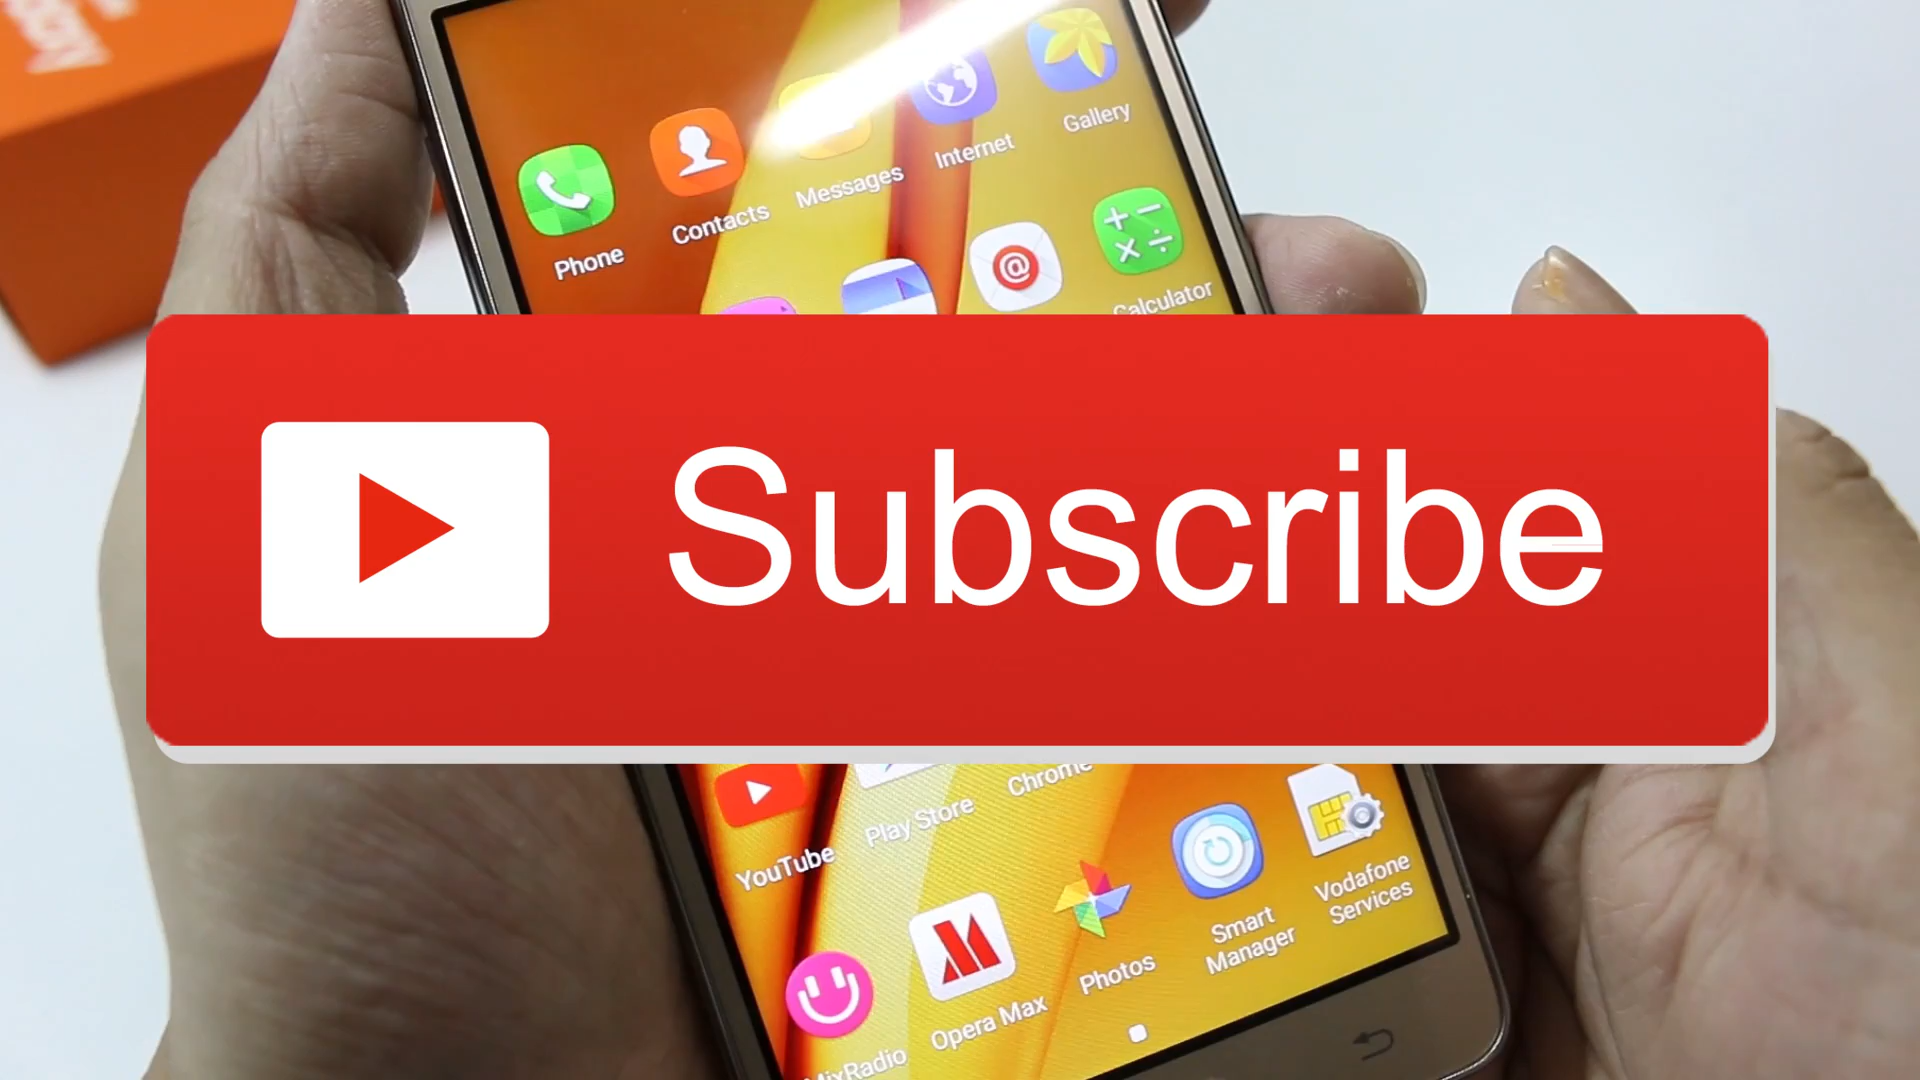 Gallery
Internet
Messages
Contacts
Phone
@
Calculator
Subscribe
Chrome
Play Store
YouTube
Vodafone
Services
Smart
Manager
Photos
Opera Max
MixRadio